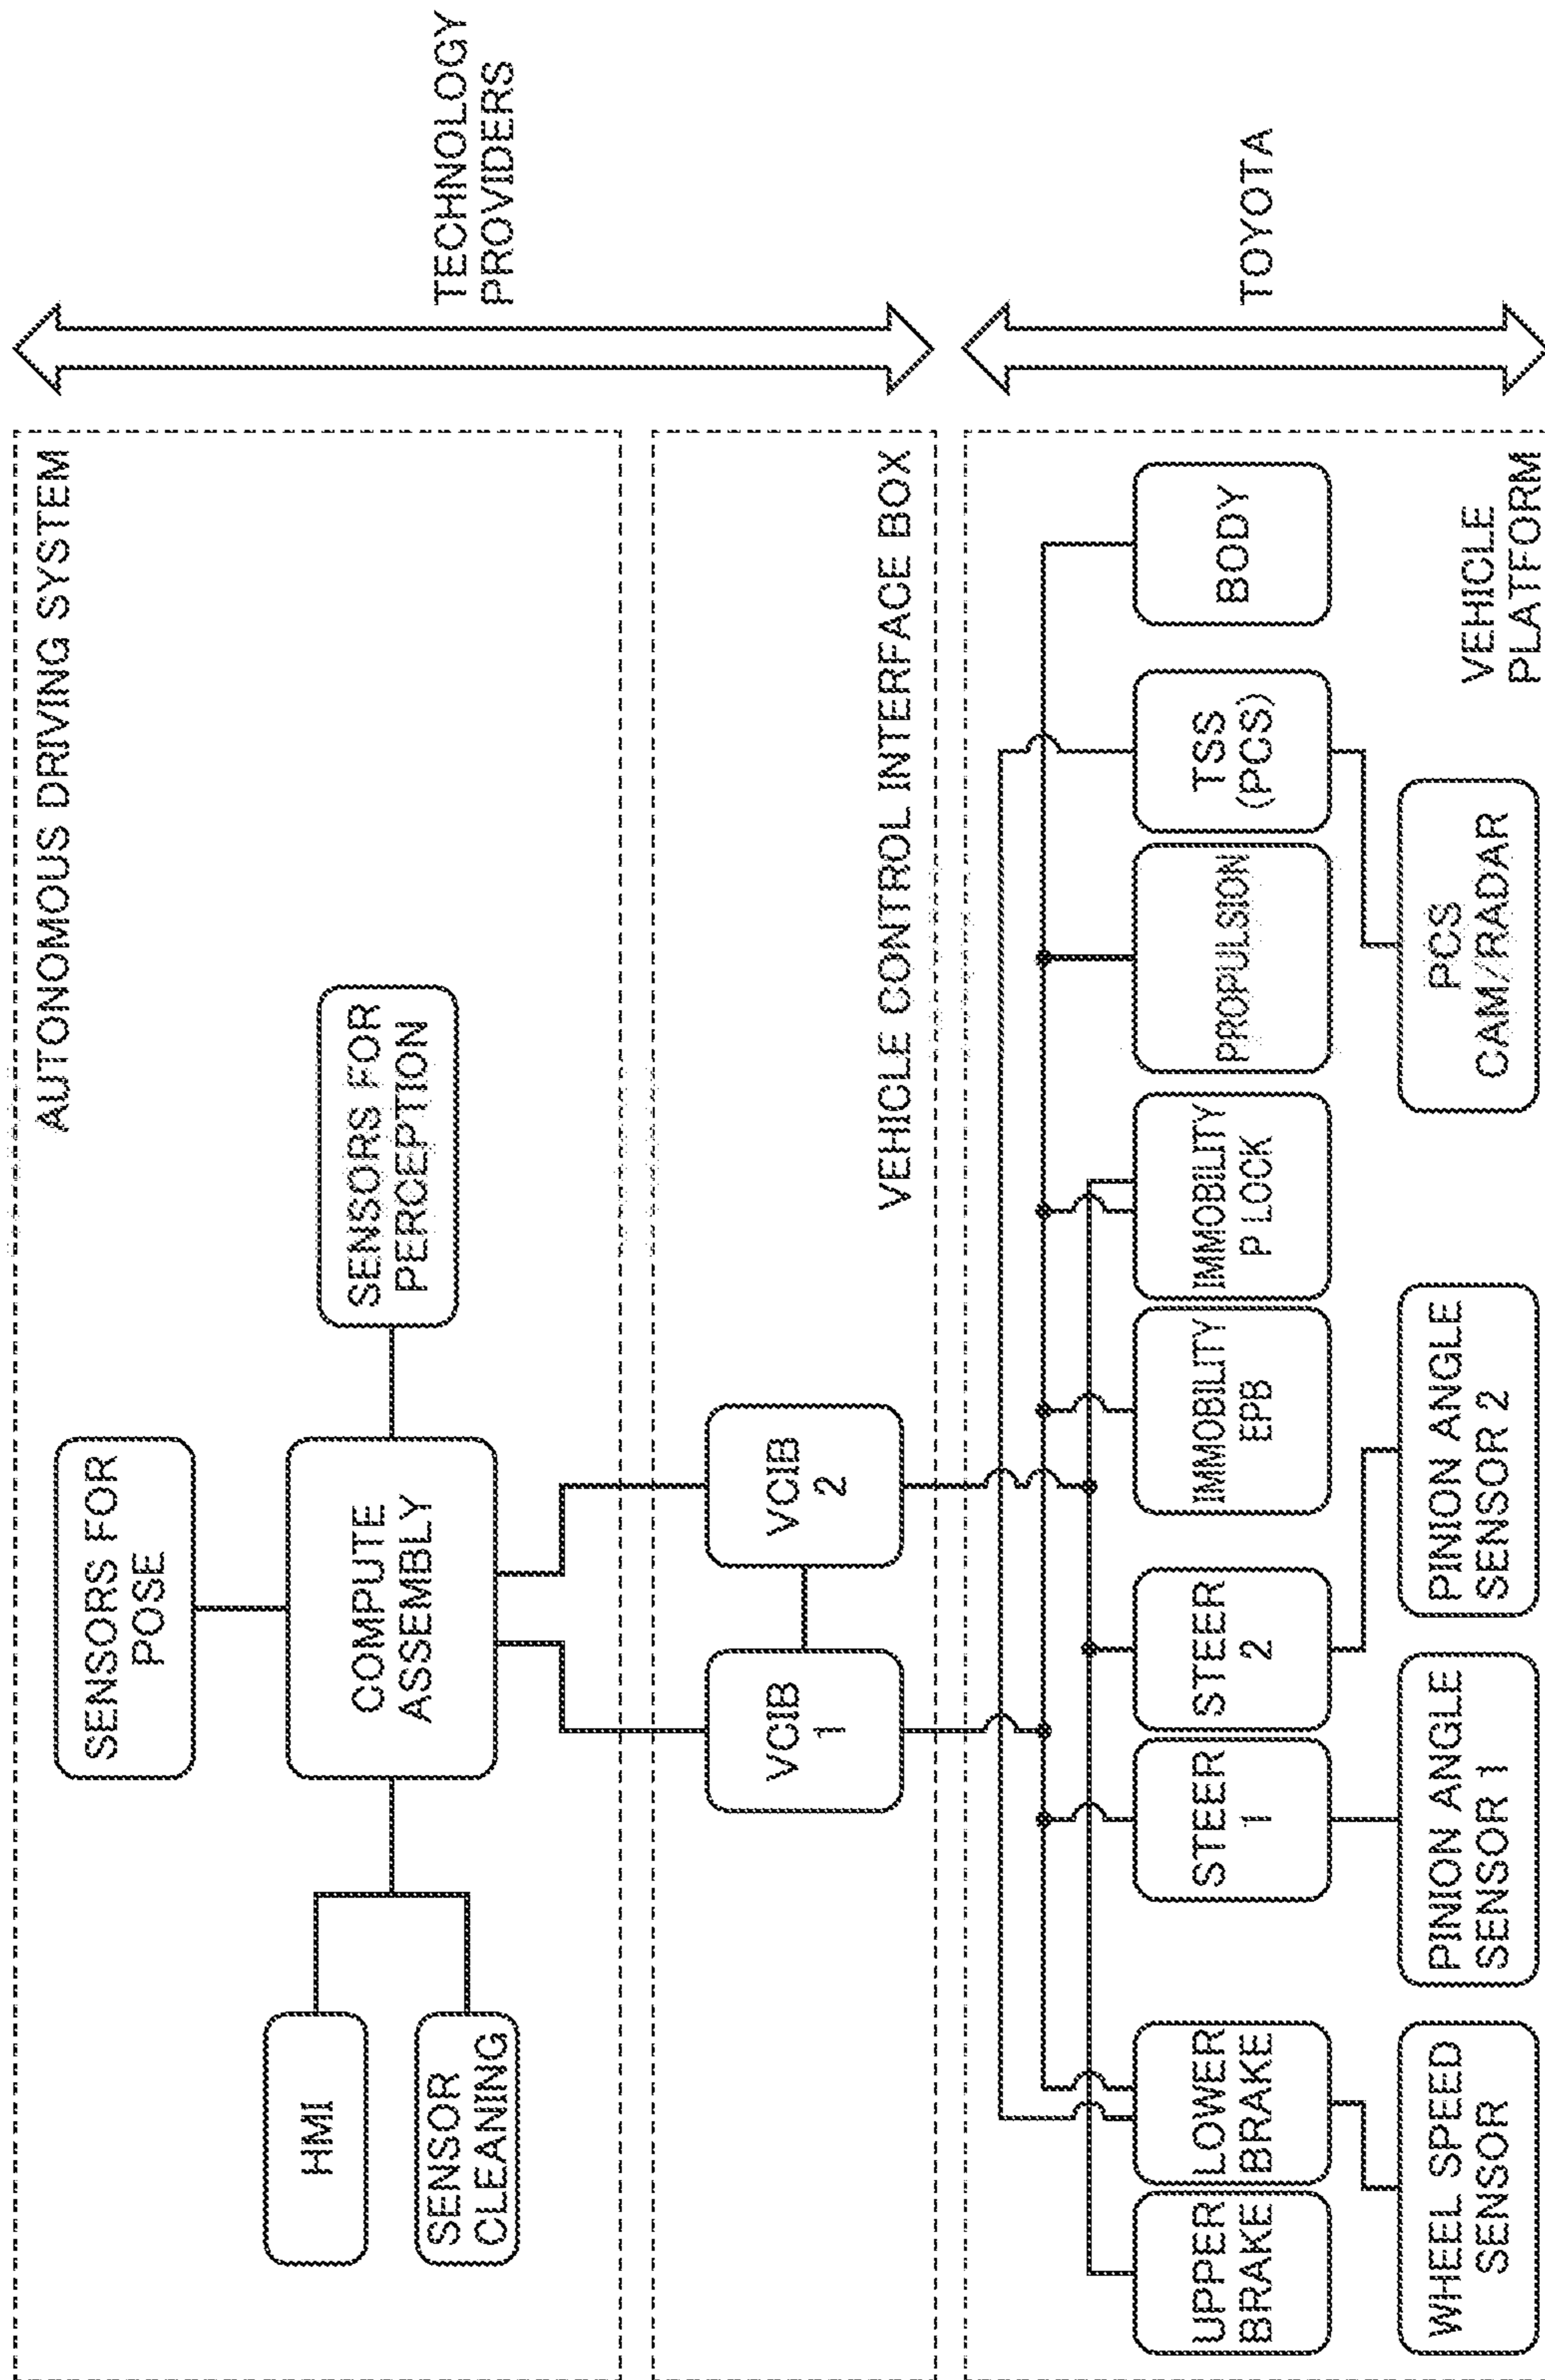 AUTONOMOUS DRIVING SYSTEM
SENSORS FOR
POSE
HMI
SENSOR
CLEANING
COMPUTE
ASSEMBLY
SENSORS FOR
PERCEPTION
TECHNOLOGY
PROVIDERS
VCIB
1
VCIB
2
VEHICLE CONTROL INTERFACE BOX
UPPER
BRAKE
LOWER
BRAKE
STEER
1
STEER
2
IMMOBILITY
EPB
IMMOBILITY
P LOCK
PROPULSION
TSS
(PCS)
BODY
TOYOTA
WHEEL SPEED
SENSOR
PINION ANGLE
SENSOR 1
PINION ANGLE
SENSOR 2
PCS
CAM/RADAR
VEHICLE
PLATFORM